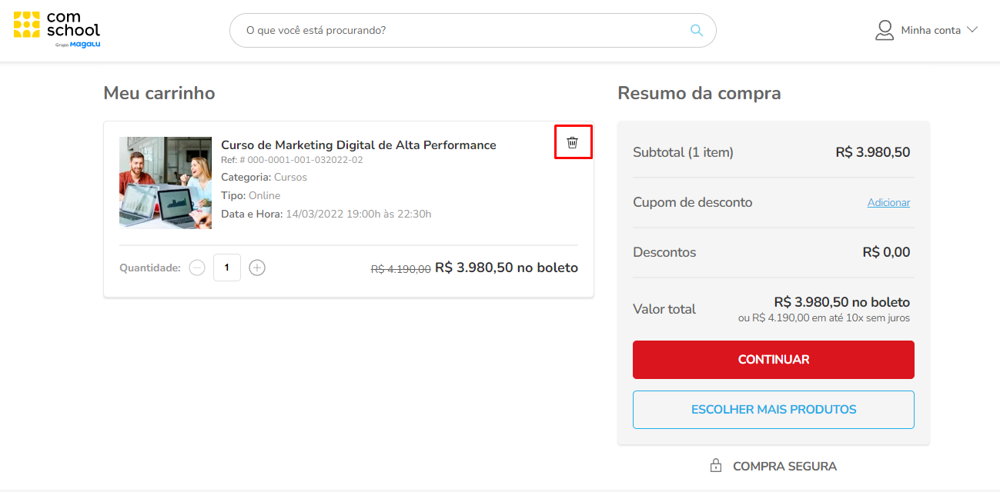 com
school
Grupo Magalu
O que você está procurando?
Minha conta
Meu carrinho
Curso de Marketing Digital de Alta Performance
Ref: # 000-0001-001-032022-02
Categoria: Cursos
Tipo: Online
Data e Hora: 14/03/2022 19:00h às 22:30h
Quantidade: 1
R$ 4.190,00 R$ 3.980,50 no boleto
Resumo da compra
Subtotal (1 item) R$ 3.980,50
Cupom de desconto Adicionar
Descontos R$ 0,00
Valor total R$ 3.980,50 no boleto
ou R$ 4.190,00 em até 10x sem juros
CONTINUAR
ESCOLHER MAIS PRODUTOS
COMPRA SEGURA